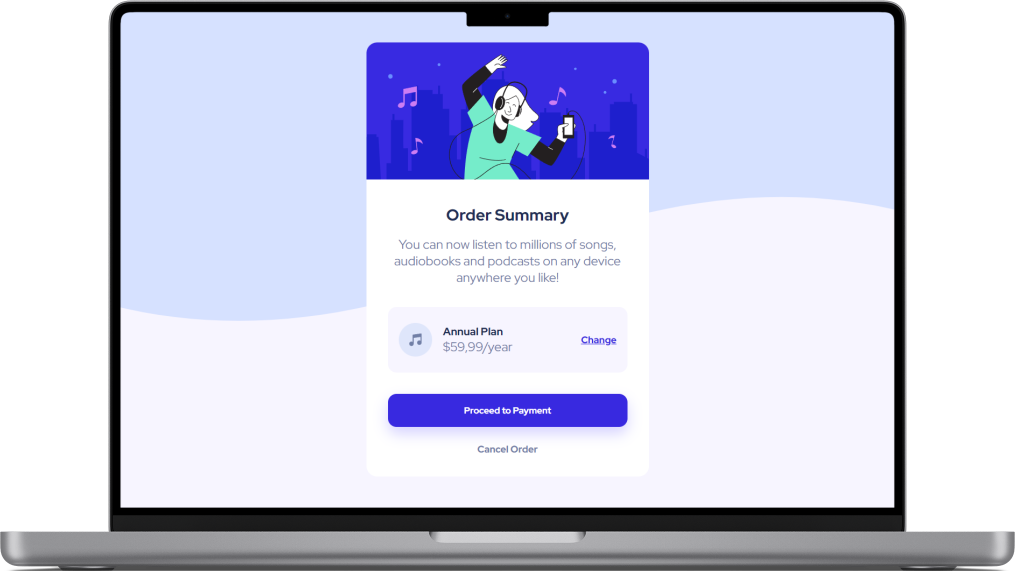 Order Summary
You can now listen to millions of songs,
audiobooks and podcasts on any device
anywhere you like!
Annual Plan
$59,99/year
Change
Proceed to Payment
Cancel Order